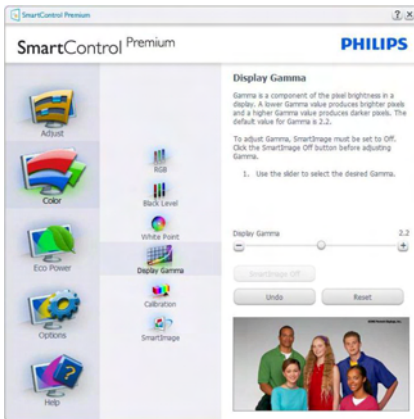 SmartControl Premium
SmartControl Premium
PHILIPS
Adjust
Color
Eco Power
Options
Help
RGB
Black Level
White Point
Display Gamma
Calibration
SmartImage
Display Gamma
Gamma is a component of the pixel brightness in a
display. A lower Gamma value produces brighter pixels
and a higher Gamma value produces darker pixels. The
default value for Gamma is 2.2.
To adjust Gamma, SmartImage must be set to Off.
Click the SmartImage Off button before adjusting
Gamma.
1. Use the slider to select the desired Gamma.
Display Gamma 2.2
SmartImage Off
Undo Reset